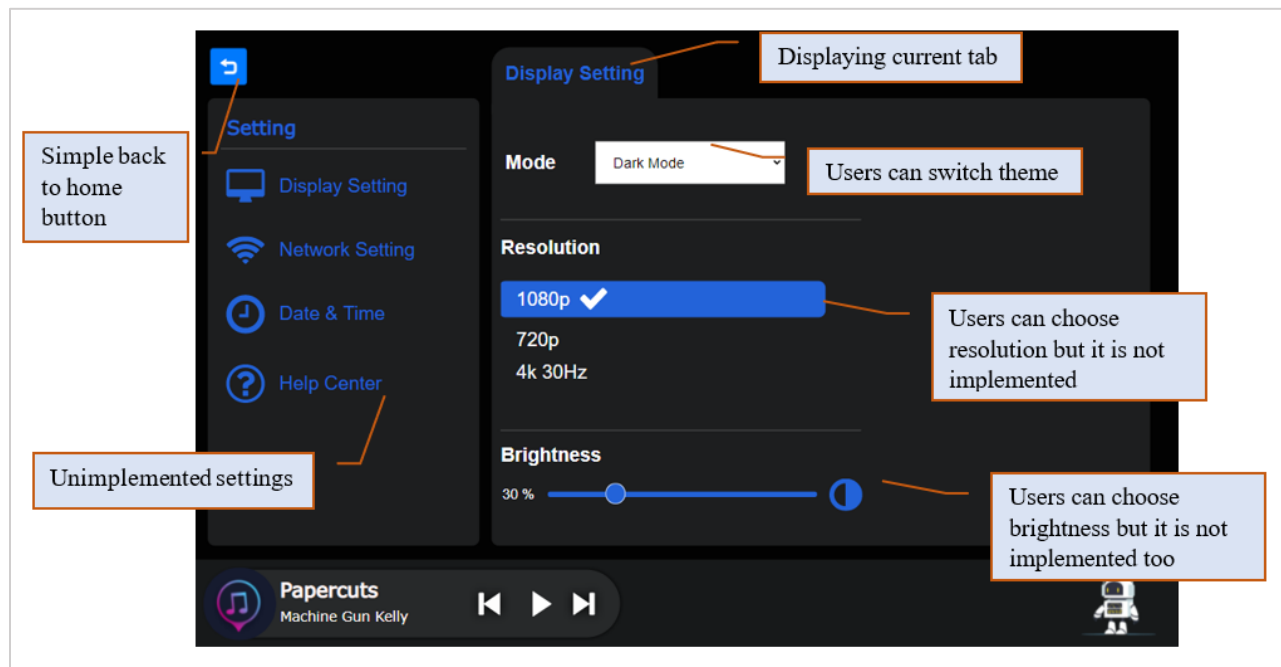 Display Setting
Displaying current tab
Setting
Simple back
to home
button
Mode
Dark Mode
Users can switch theme
Display Setting
Network Setting
Resolution
1080p
Date & Time
Users can choose
resolution but it is not
implemented
720p
4k 30Hz
Help Center
Unimplemented settings
Brightness
30 %
Users can choose
brightness but it is not
implemented too
Papercuts
Machine Gun Kelly